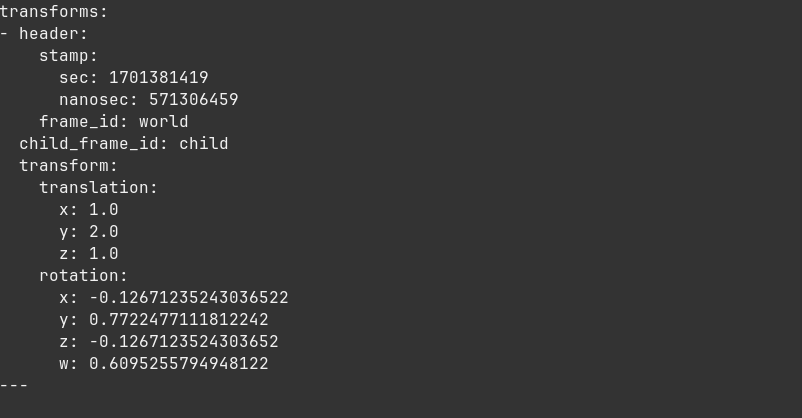 transforms:
- header:
    stamp:
      sec: 1701381419
      nanosec: 571306459
    frame_id: world
  child_frame_id: child
  transform:
    translation:
      x: 1.0
      y: 2.0
      z: 1.0
    rotation:
      x: -0.12671235243036522
      y: 0.7722477111812242
      z: -0.1267123524303652
      w: 0.6095255794948122
---